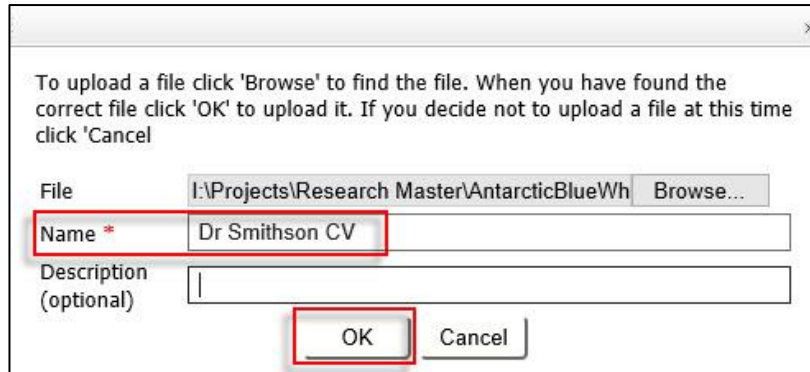 To upload a file click 'Browse' to find the file. When you have found the
correct file click 'OK' to upload it. If you decide not to upload a file at this time
click 'Cancel
File I:\Projects\Research Master\AntarcticBlueWh Browse...
Name * Dr Smithson CV
Description
(optional)
OK Cancel